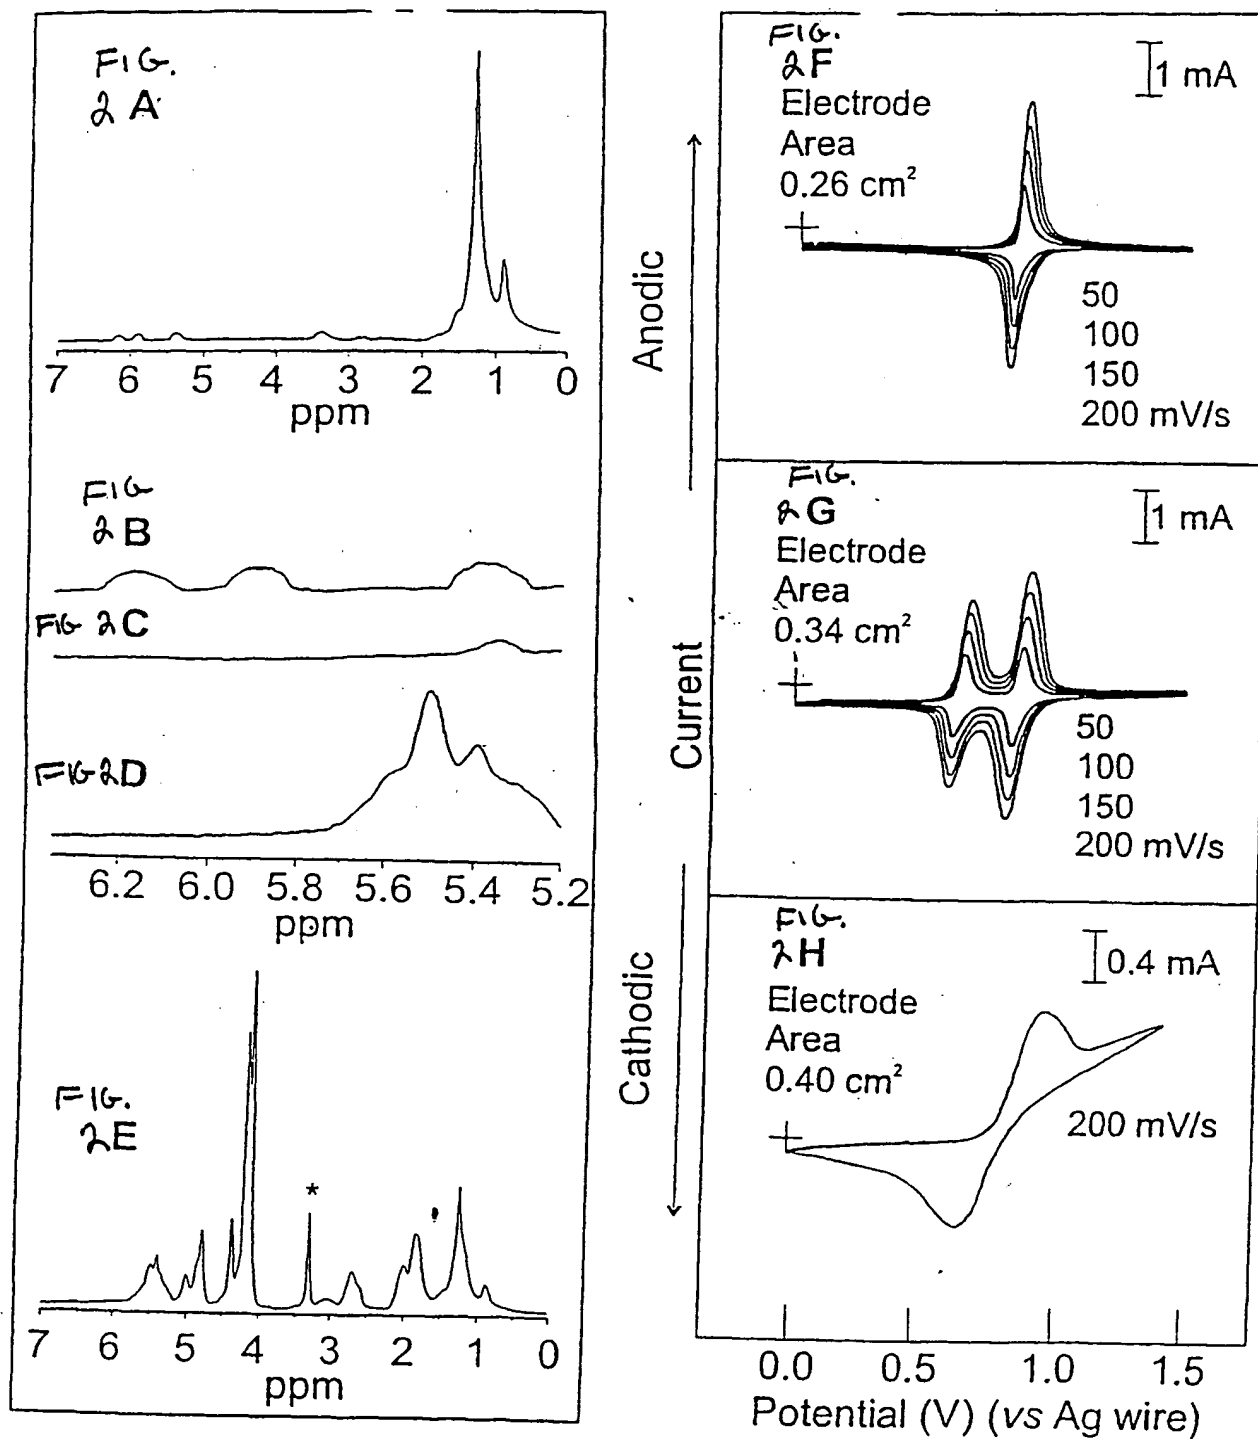 FIG.
2 A
7 6 5 4 3 2 1 0
ppm
FIG
2 B
FIG 2C
FIG 2D
6.2 6.0 5.8 5.6 5.4 5.2
ppm
FIG.
2E
*
7 6 5 4 3 2 1 0
ppm
Anodic
Current
Cathodic
FIG.
2F
1 mA
Electrode
Area
0.26 cm²
50
100
150
200 mV/s
FIG.
2G
1 mA
Electrode
Area
0.34 cm²
50
100
150
200 mV/s
FIG.
2H
0.4 mA
Electrode
Area
0.40 cm²
200 mV/s
0.0 0.5 1.0 1.5
Potential (V) (vs Ag wire)